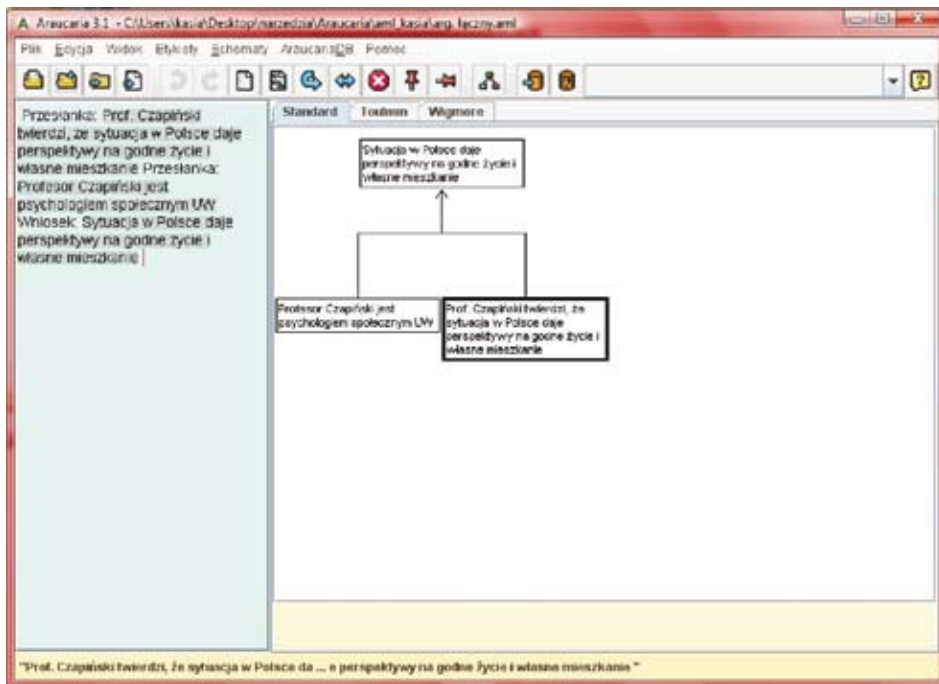 Araucaria 3.1 - C:\Users\kasia\Desktop\narzedzia\Araucaria\aml_kasia\arg. łączny.aml
Plik Edycja Widok Etykiety Schematy AraucariaDB Pomoc
Przesłanka: Prof. Czapiński
twierdzi, ze sytuacja w Polsce daje
perspektywy na godne życie i
własne mieszkanie Przesłanka:
Profesor Czapiński jest
psychologiem społecznym UW
Wniosek: Sytuacja w Polsce daje
perspektywy na godne życie i
własne mieszkanie
Standard Toulmin Wigmore
Sytuacja w Polsce daje
perspektywy na godne życie i
własne mieszkanie
Profesor Czapiński jest
psychologiem społecznym UW
Prof. Czapiński twierdzi, że
sytuacja w Polsce daje
perspektywy na godne życie i
własne mieszkanie
"Prof. Czapiński twierdzi, że sytuacja w Polsce da ... e perspektywy na godne życie i własne mieszkanie "